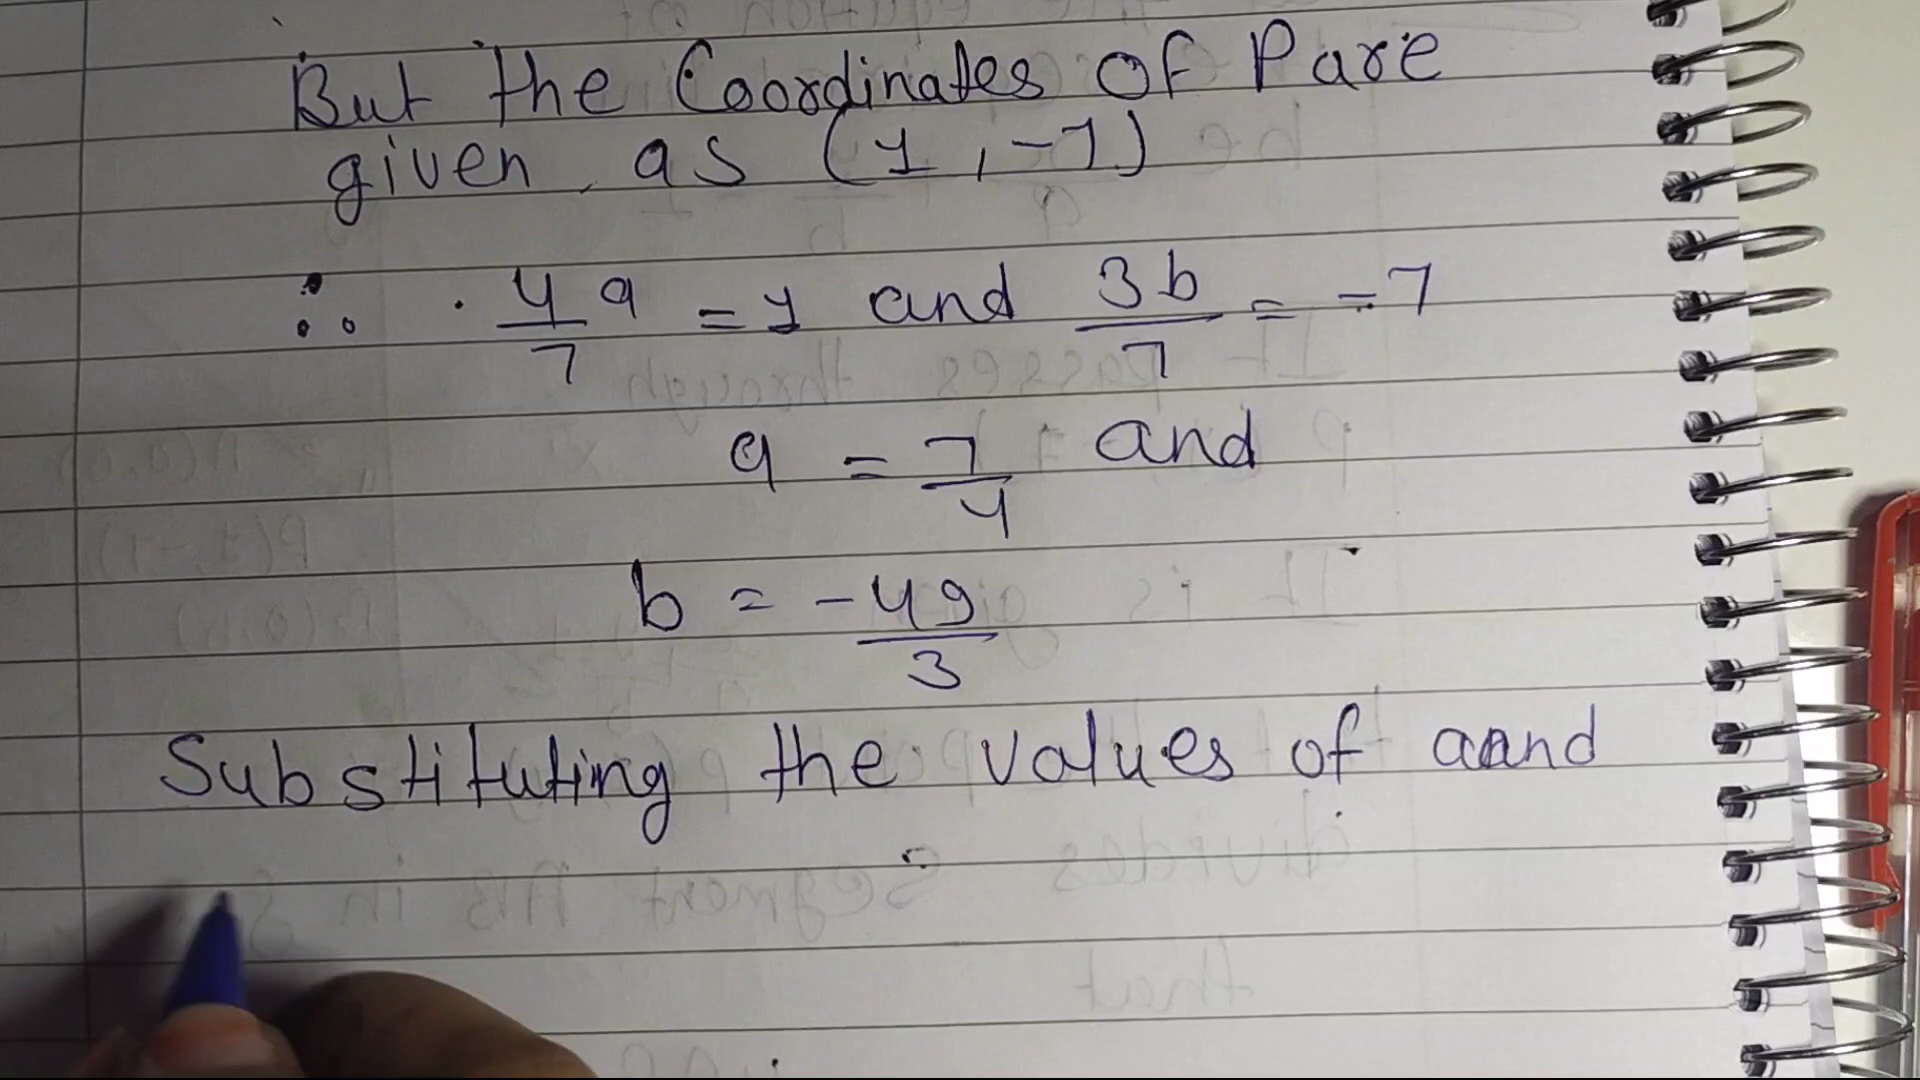 But the Coordinates of P are
given as (1, -7)
∴ 4a/7 = 1 and 3b/7 = -7
a = 7/4 and
b = -49/3
Substituting the values of a and